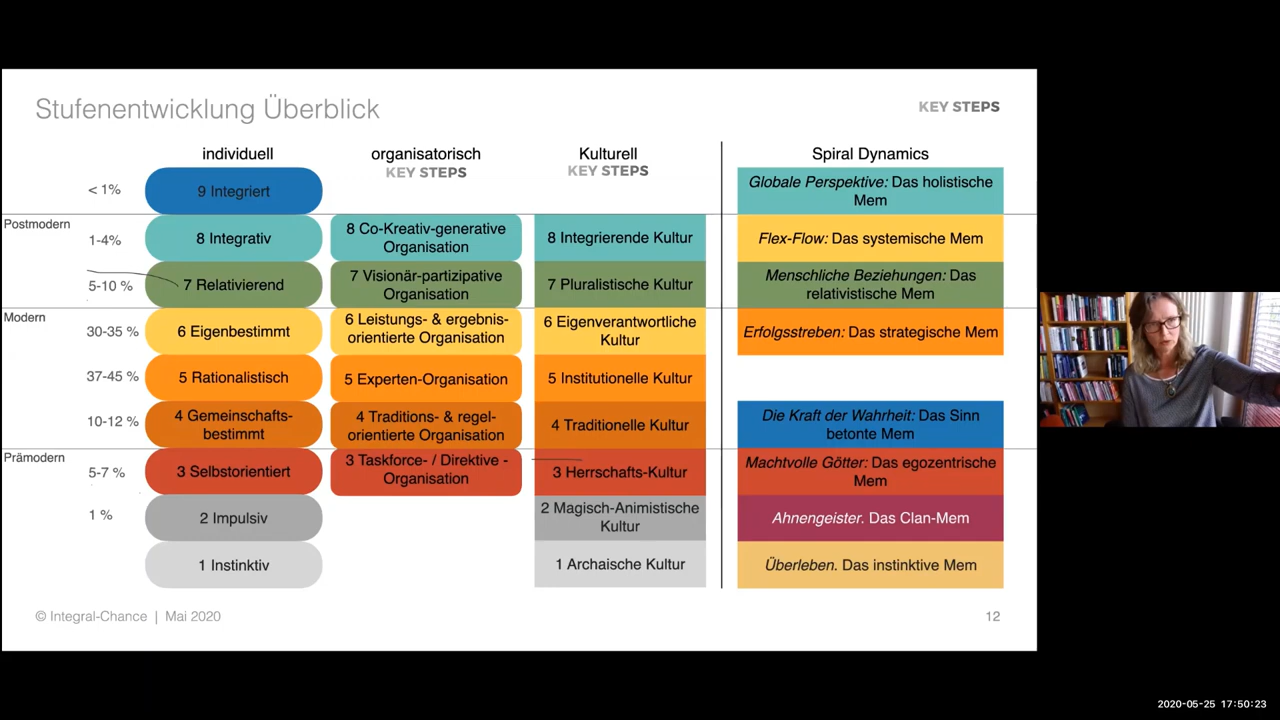 Stufenentwicklung Überblick
KEY STEPS
individuell
organisatorisch
KEY STEPS
Kulturell
KEY STEPS
Spiral Dynamics
< 1%
9 Integriert
Globale Perspektive: Das holistische
Mem
Postmodern
1-4%
8 Integrativ
8 Co-Kreativ-generative
Organisation
8 Integrierende Kultur
Flex-Flow: Das systemische Mem
5-10 %
7 Relativierend
7 Visionär-partizipative
Organisation
7 Pluralistische Kultur
Menschliche Beziehungen: Das
relativistische Mem
Modern
30-35 %
6 Eigenbestimmt
6 Leistungs- & ergebnis-
orientierte Organisation
6 Eigenverantwortliche
Kultur
Erfolgsstreben: Das strategische Mem
37-45 %
5 Rationalistisch
5 Experten-Organisation
5 Institutionelle Kultur
10-12 %
4 Gemeinschafts-
bestimmt
4 Traditions- & regel-
orientierte Organisation
4 Traditionelle Kultur
Die Kraft der Wahrheit: Das Sinn
betonte Mem
Prämodern
5-7 %
3 Selbstorientiert
3 Taskforce- / Direktive -
Organisation
3 Herrschafts-Kultur
Machtvolle Götter: Das egozentrische
Mem
1 %
2 Impulsiv
2 Magisch-Animistische
Kultur
Ahnengeister. Das Clan-Mem
1 Instinktiv
1 Archaische Kultur
Überleben. Das instinktive Mem
© Integral-Chance | Mai 2020
12
2020-05-25 17:50:23